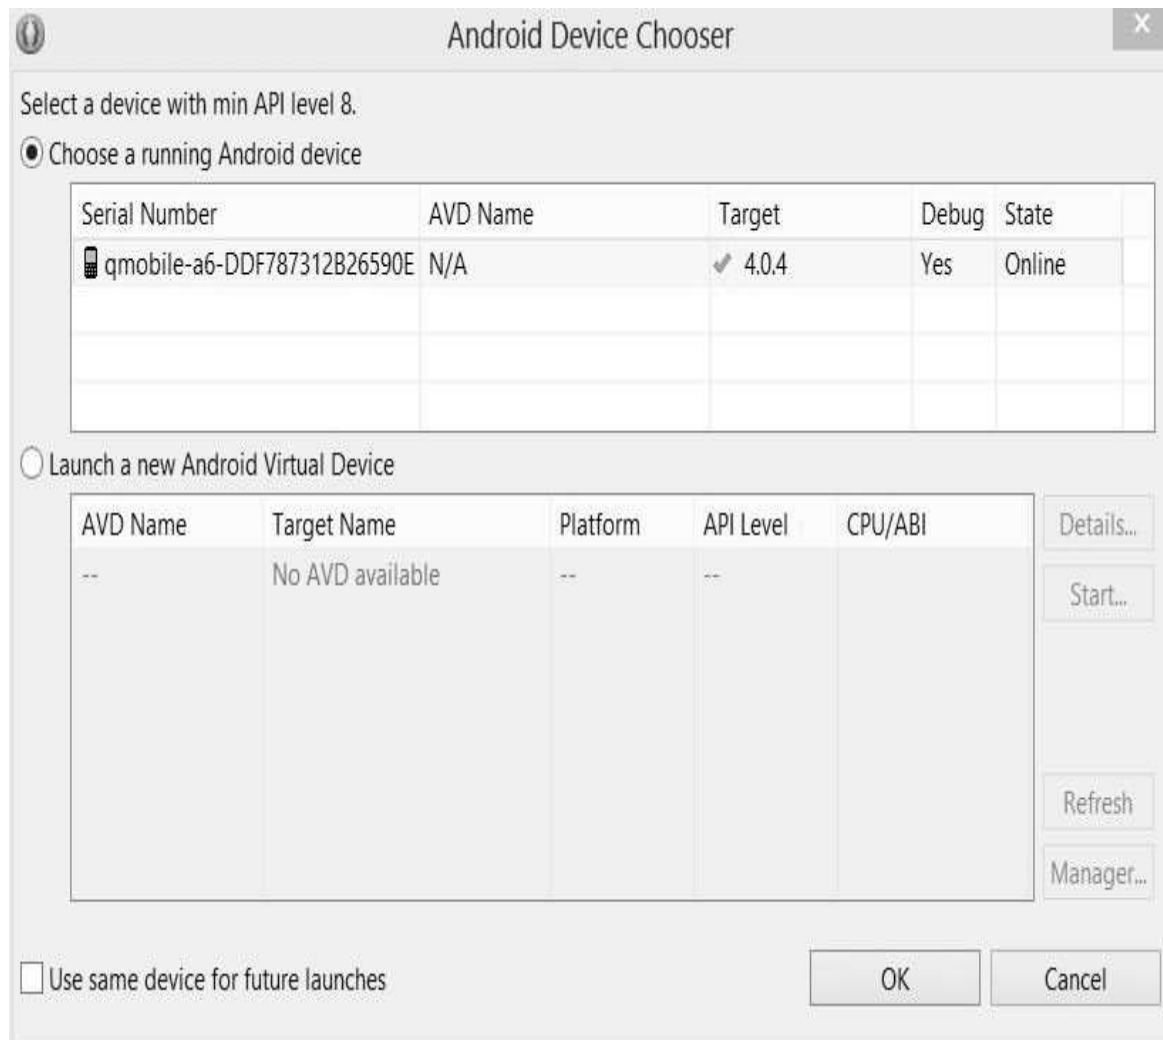 Android Device Chooser
X
Select a device with min API level 8.
Choose a running Android device
Serial Number AVD Name Target Debug State
qmobile-a6-DDF787312B26590E N/A 4.0.4 Yes Online
Launch a new Android Virtual Device
AVD Name Target Name Platform API Level CPU/ABI
Details...
-- No AVD available -- --
Start...
Refresh
Manager...
Use same device for future launches
OK Cancel